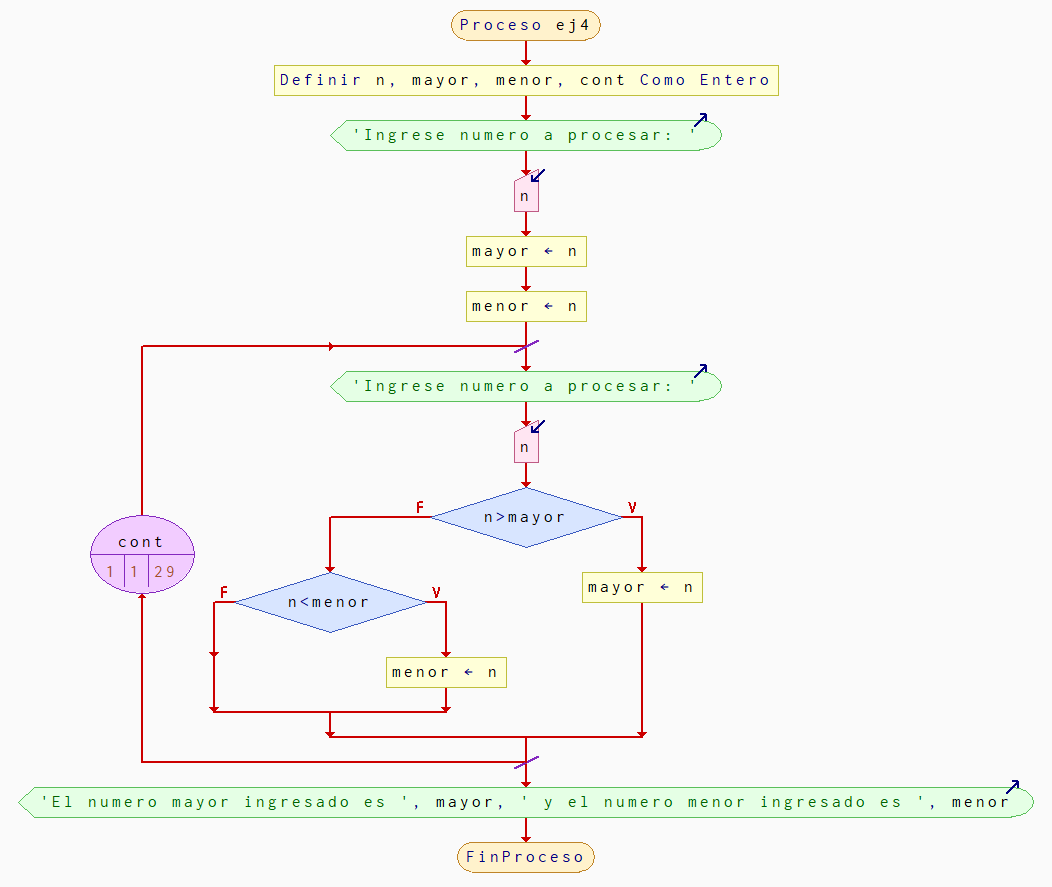 Proceso ej4
Definir n, mayor, menor, cont Como Entero
'Ingrese numero a procesar: '
n
mayor ← n
menor ← n
'Ingrese numero a procesar: '
n
F
V
n>mayor
cont
1 1 29
mayor ← n
F
V
n<menor
menor ← n
'El numero mayor ingresado es ', mayor, ' y el numero menor ingresado es ', menor
FinProceso